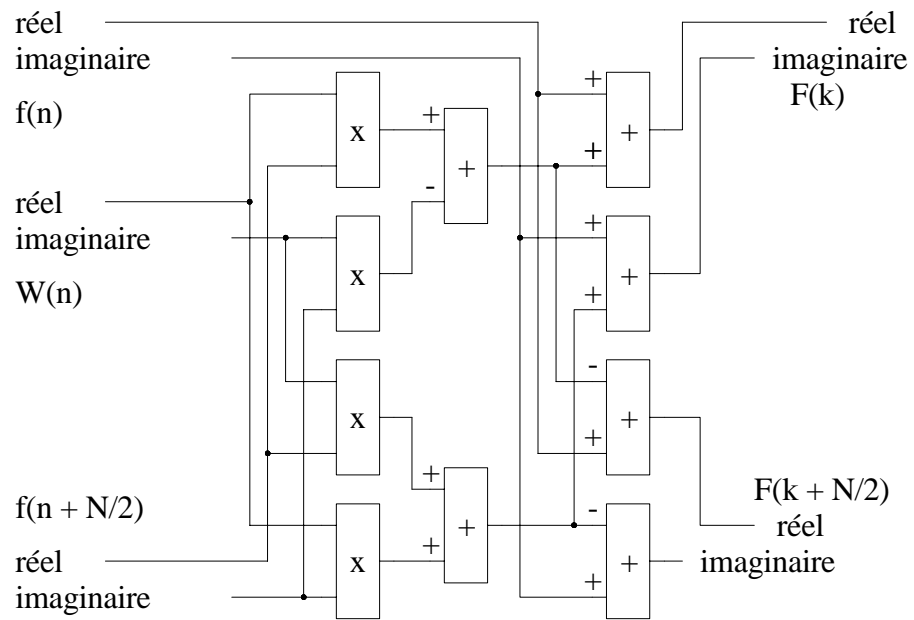 réel
imaginaire
f(n)
réel
imaginaire
W(n)
f(n + N/2)
réel
imaginaire
x
x
x
x
+
-
+
+
+
+
+
+
+
+
+
+
-
+
+
-
+
+
réel
imaginaire
F(k)
F(k + N/2)
réel
imaginaire